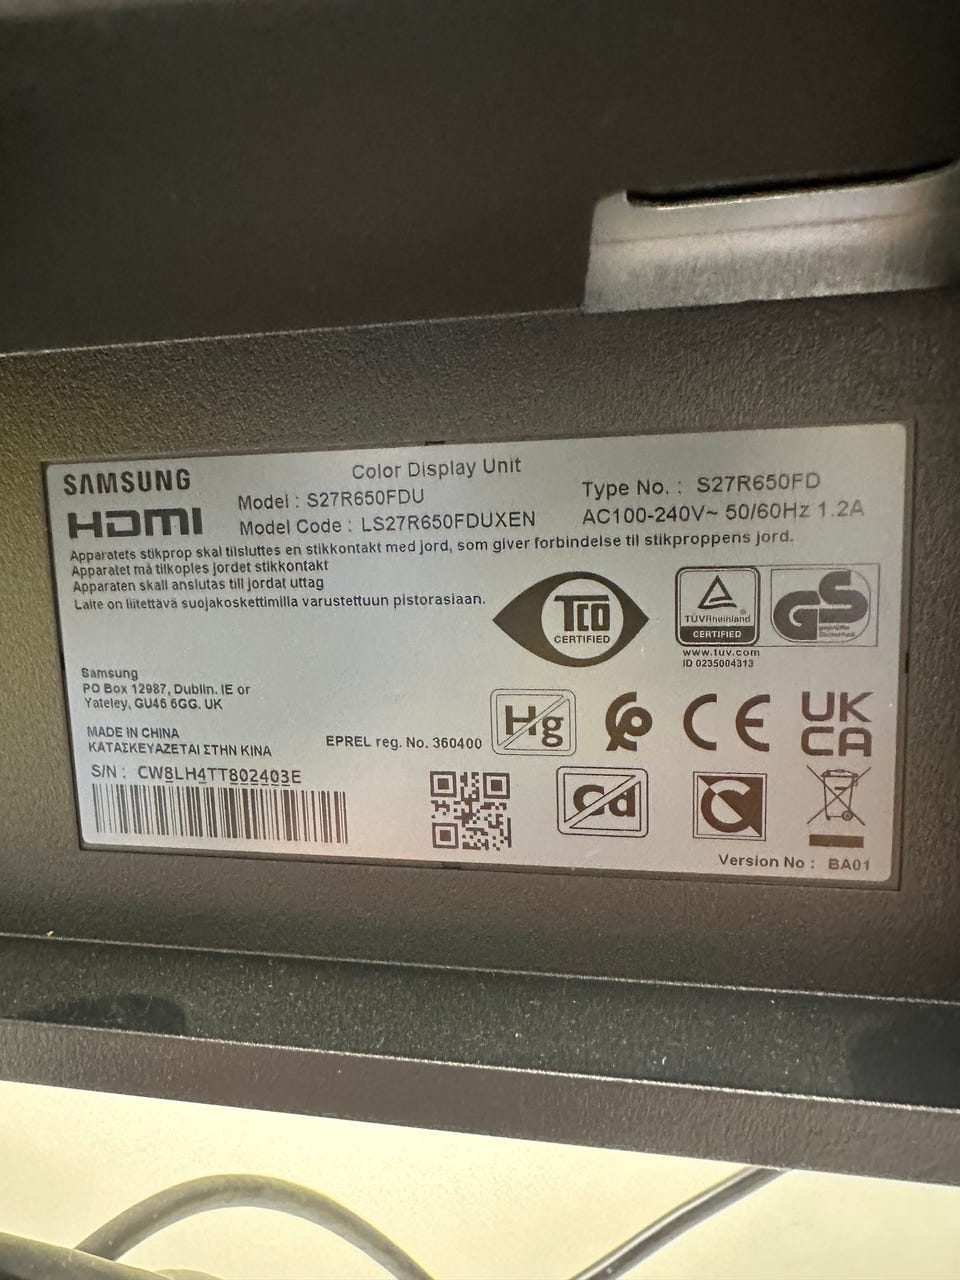 SAMSUNG
Color Display Unit
HDMI
Model : S27R650FDU
Type No. : S27R650FD
Model Code : LS27R650FDUXEN
AC100-240V~ 50/60Hz 1.2A
Apparatets stikprop skal tilsluttes en stikkontakt med jord, som giver forbindelse til stikproppens jord.
Apparatet må tilkoples jordet stikkontakt
Apparaten skall anslutas till jordat uttag
Laite on liitettävä suojakoskettimilla varustettuun pistorasiaan.
TCO
CERTIFIED
TÜVRheinland
CERTIFIED
www.tuv.com
ID 0235004313
GS
geprüfte
Sicherheit
Samsung
PO Box 12987, Dublin. IE or
Yateley, GU46 6GG. UK
Hg
CE
UK
CA
MADE IN CHINA
ΚΑΤΑΣΚΕΥΑΖΕΤΑΙ ΣΤΗΝ ΚΙΝΑ
EPREL reg. No. 360400
S/N : CW8LH4TT802403E
Cd
Version No : BA01